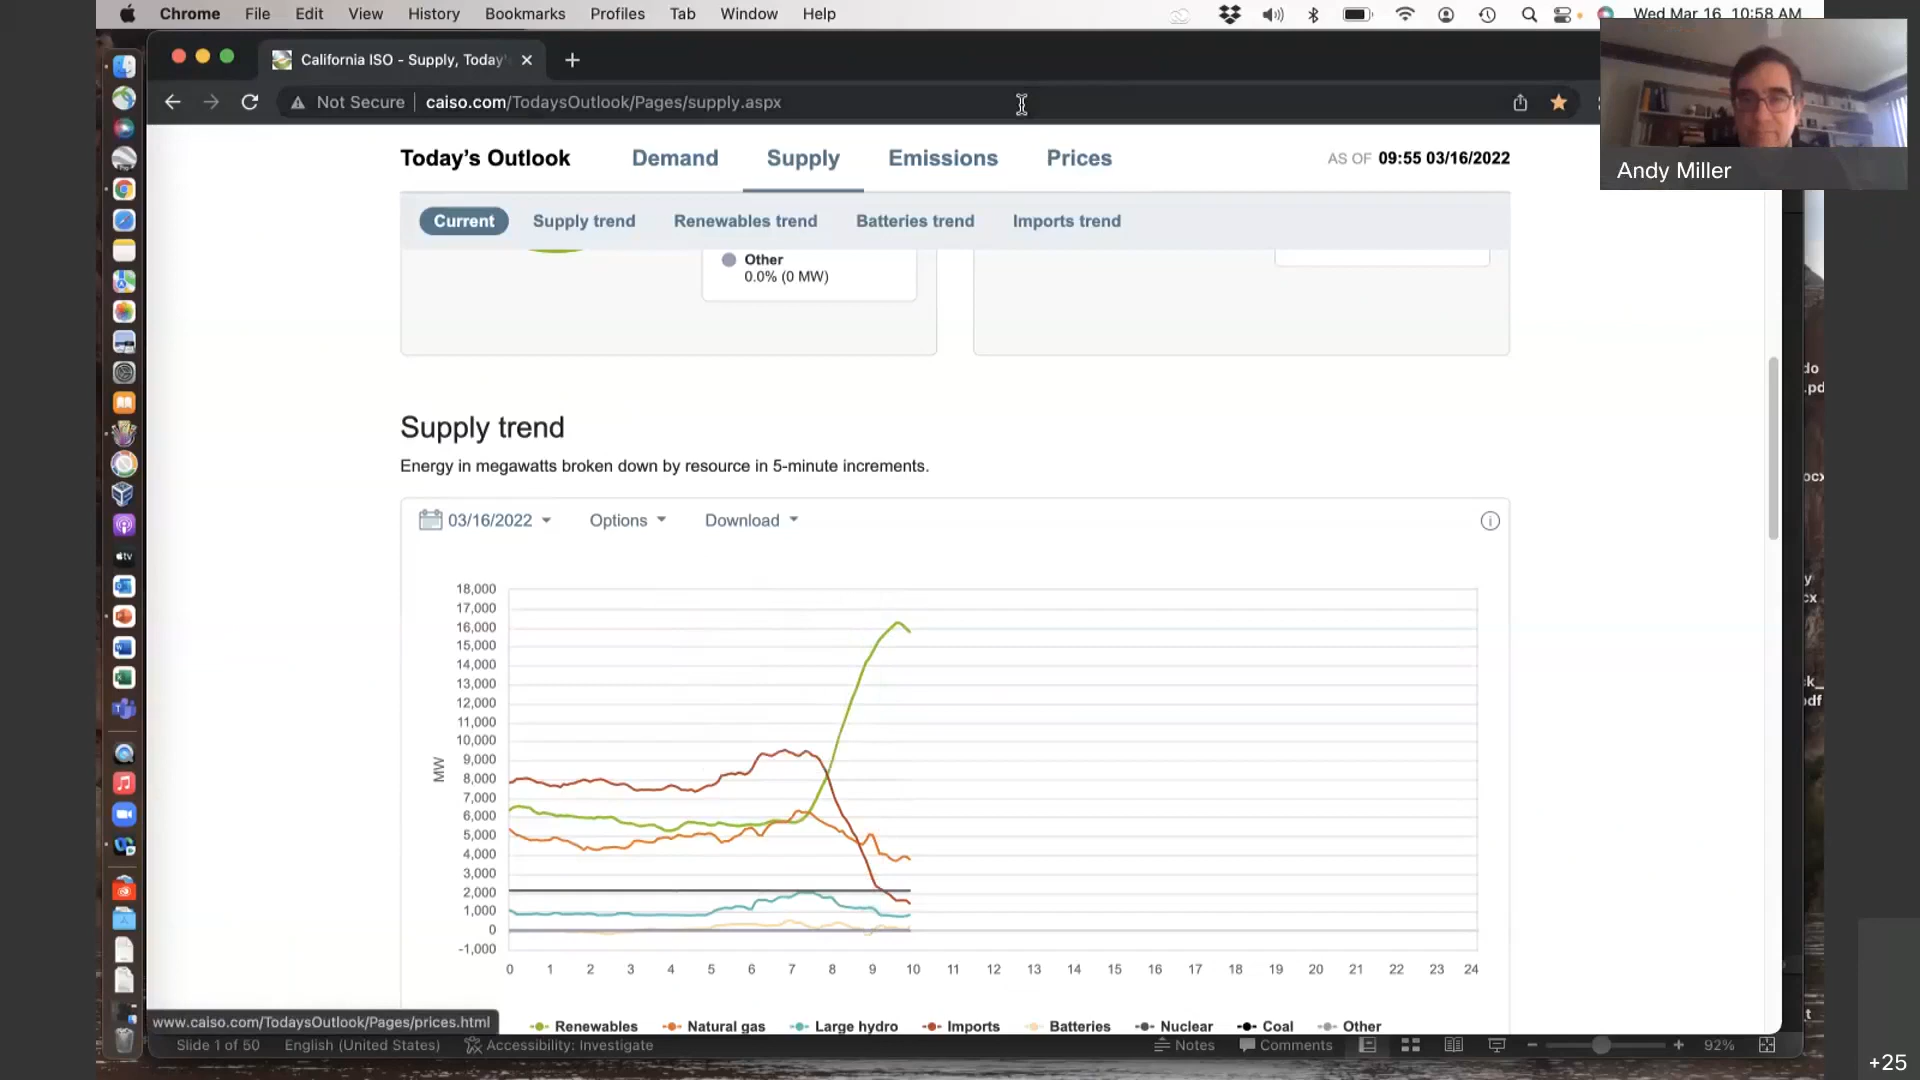 Chrome File Edit View History Bookmarks Profiles Tab Window Help
Wed Mar 16 10:58 AM
California ISO - Supply, Today'
Not Secure caiso.com/TodaysOutlook/Pages/supply.aspx
Andy Miller
Today's Outlook Demand Supply Emissions Prices AS OF 09:55 03/16/2022
Current Supply trend Renewables trend Batteries trend Imports trend
Other
0.0% (0 MW)
Supply trend
Energy in megawatts broken down by resource in 5-minute increments.
03/16/2022 Options Download
18,000
17,000
16,000
15,000
14,000
13,000
12,000
11,000
10,000
9,000
8,000
7,000
6,000
5,000
4,000
3,000
2,000
1,000
0
-1,000
MW
0 1 2 3 4 5 6 7 8 9 10 11 12 13 14 15 16 17 18 19 20 21 22 23 24
Renewables Natural gas Large hydro Imports Batteries Nuclear Coal Other
www.caiso.com/TodaysOutlook/Pages/prices.html
Slide 1 of 50 English (United States) Accessibility: Investigate Notes Comments 92%
tv
+25